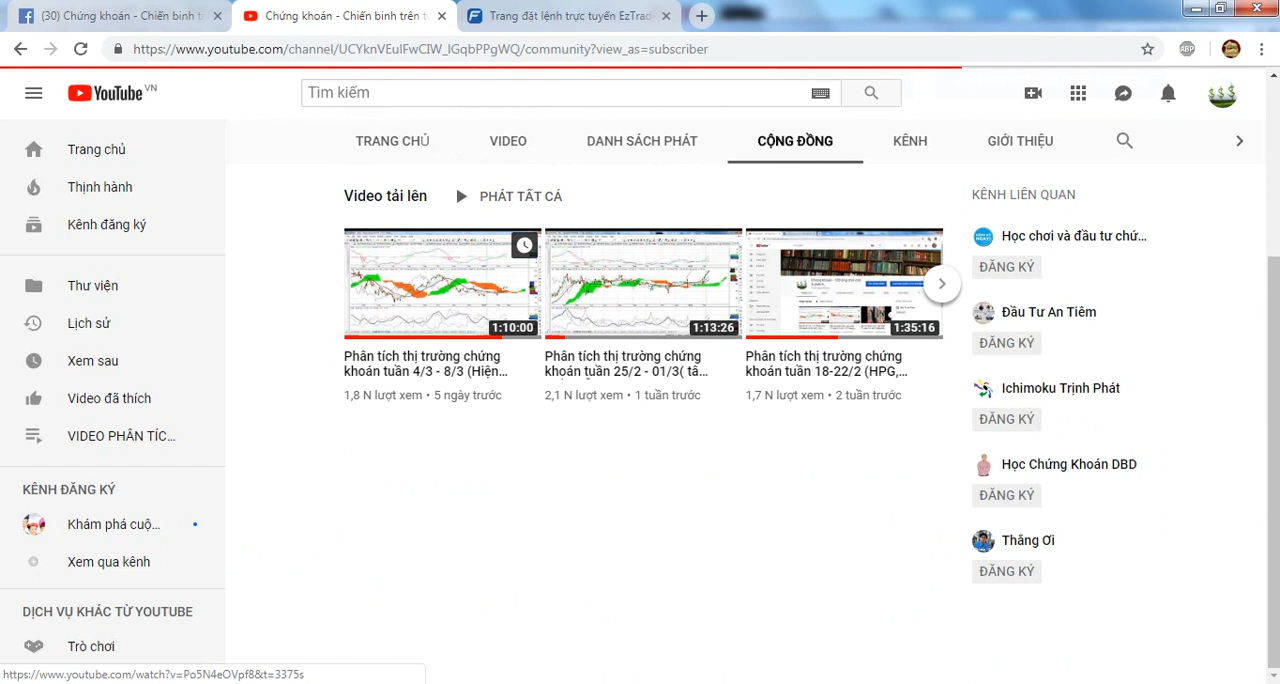 (30) Chứng khoán - Chiến binh t
Chứng khoán - Chiến binh trên t
Trang đặt lệnh trực tuyến EzTrad
https://www.youtube.com/channel/UCYknVEulFwCIW_IGqbPPgWQ/community?view_as=subscriber
ABP
YouTube VN
Tìm kiếm
TRANG CHỦ
VIDEO
DANH SÁCH PHÁT
CỘNG ĐỒNG
KÊNH
GIỚI THIỆU
Trang chủ
Thịnh hành
Kênh đăng ký
Thư viện
Lịch sử
Xem sau
Video đã thích
VIDEO PHÂN TÍC...
KÊNH ĐĂNG KÝ
Khám phá cuộ...
Xem qua kênh
DỊCH VỤ KHÁC TỪ YOUTUBE
Trò chơi
Video tải lên
PHÁT TẤT CẢ
1:10:00
Phân tích thị trường chứng
khoán tuần 4/3 - 8/3 (Hiện...
1,8 N lượt xem • 5 ngày trước
1:13:26
Phân tích thị trường chứng
khoán tuần 25/2 - 01/3( tâ...
2,1 N lượt xem • 1 tuần trước
1:35:16
Phân tích thị trường chứng
khoán tuần 18-22/2 (HPG,...
1,7 N lượt xem • 2 tuần trước
KÊNH LIÊN QUAN
Học chơi và đầu tư chứ...
ĐĂNG KÝ
Đầu Tư An Tiêm
ĐĂNG KÝ
Ichimoku Trịnh Phát
ĐĂNG KÝ
Học Chứng Khoán DBD
ĐĂNG KÝ
Thắng Ơi
ĐĂNG KÝ
https://www.youtube.com/watch?v=Po5N4eOVpf8&t=3375s